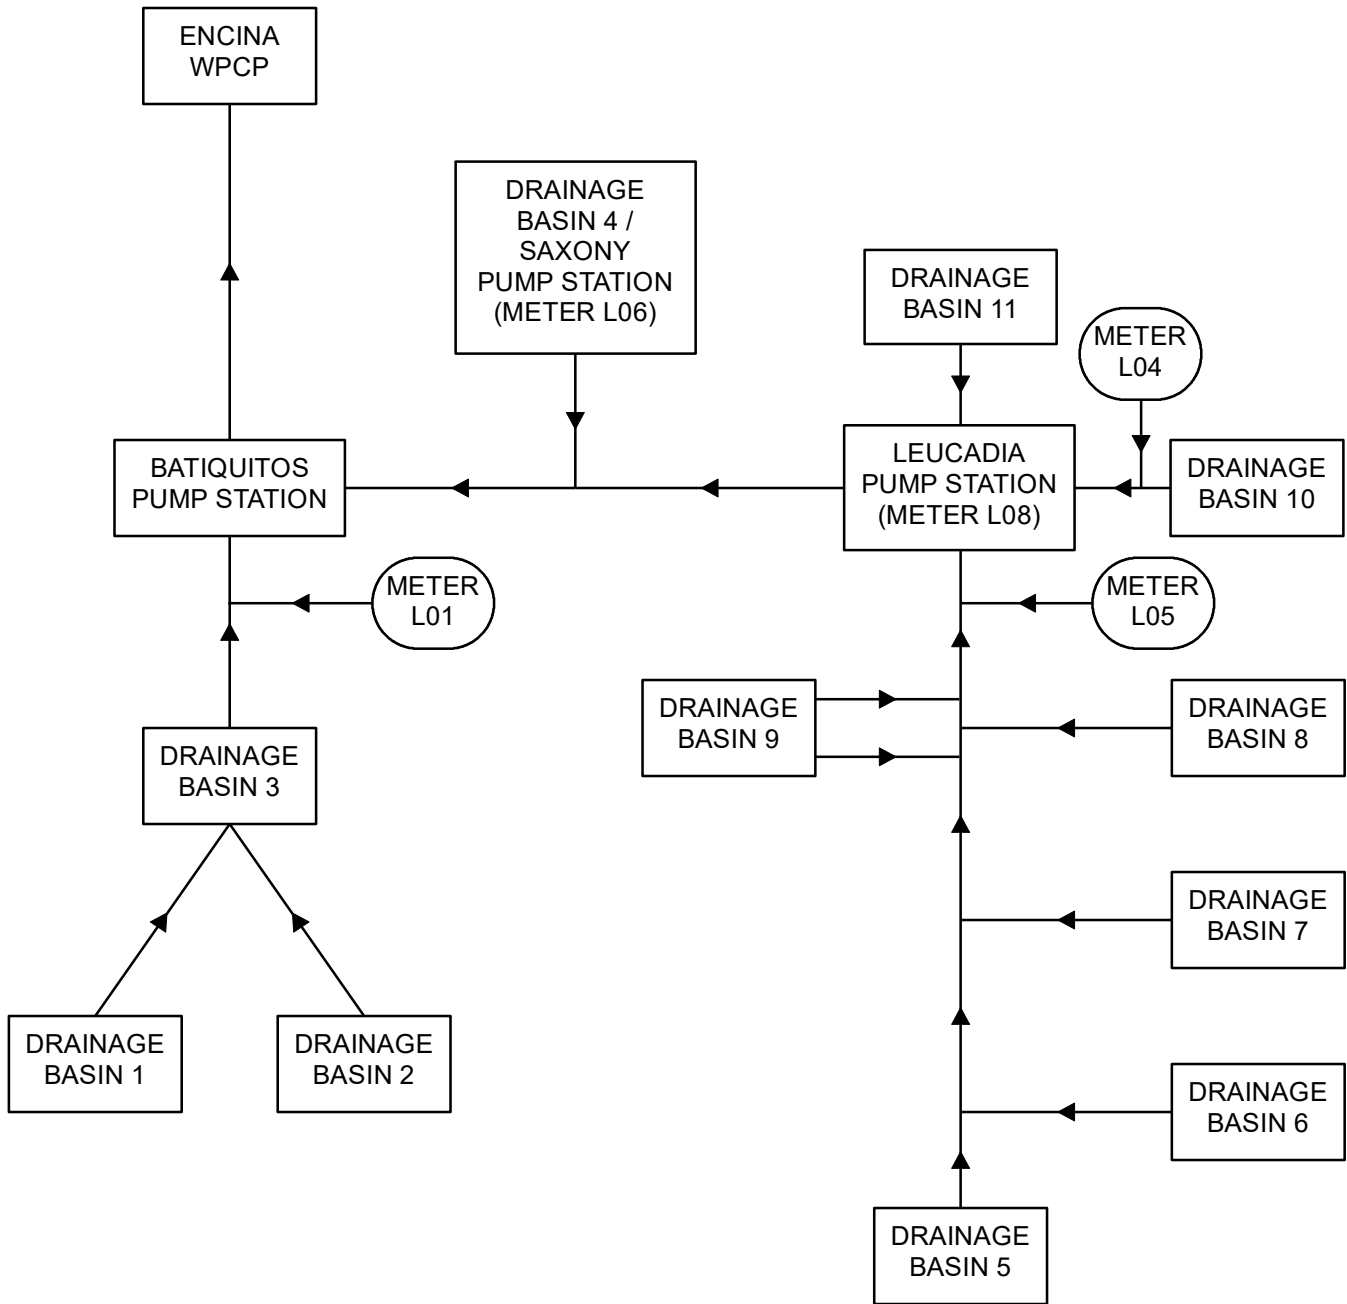 ENCINA
WPCP
DRAINAGE
BASIN 4 /
SAXONY
PUMP STATION
(METER L06)
DRAINAGE
BASIN 11
METER
L04
BATIQUITOS
PUMP STATION
LEUCADIA
PUMP STATION
(METER L08)
DRAINAGE
BASIN 10
METER
L01
METER
L05
DRAINAGE
BASIN 3
DRAINAGE
BASIN 9
DRAINAGE
BASIN 8
DRAINAGE
BASIN 7
DRAINAGE
BASIN 1
DRAINAGE
BASIN 2
DRAINAGE
BASIN 6
DRAINAGE
BASIN 5